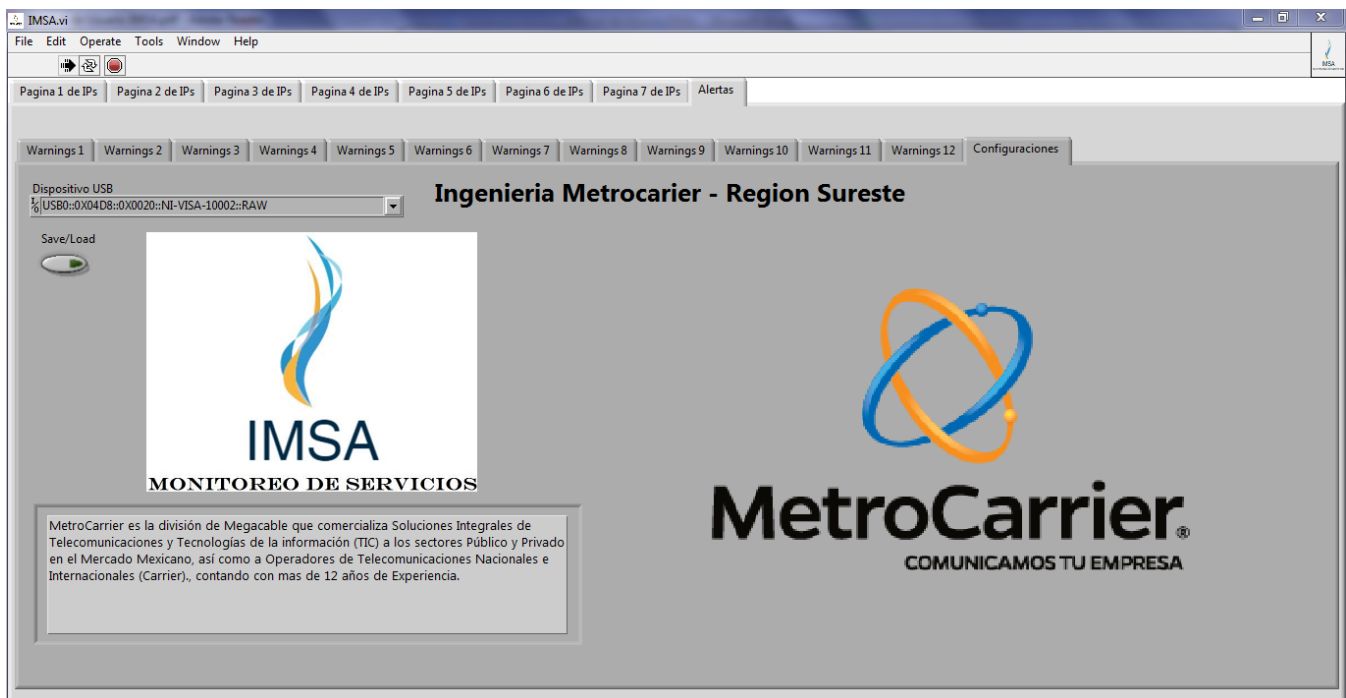 IMSA.vi
File Edit Operate Tools Window Help
IMSA
Pagina 1 de IPs Pagina 2 de IPs Pagina 3 de IPs Pagina 4 de IPs Pagina 5 de IPs Pagina 6 de IPs Pagina 7 de IPs Alertas
Warnings 1 Warnings 2 Warnings 3 Warnings 4 Warnings 5 Warnings 6 Warnings 7 Warnings 8 Warnings 9 Warnings 10 Warnings 11 Warnings 12 Configuraciones
Dispositivo USB
USB0::0X04D8::0X0020::NI-VISA-10002::RAW
Ingenieria Metrocarier - Region Sureste
Save/Load
IMSA
MONITOREO DE SERVICIOS
MetroCarrier es la división de Megacable que comercializa Soluciones Integrales de
Telecomunicaciones y Tecnologías de la información (TIC) a los sectores Público y Privado
en el Mercado Mexicano, así como a Operadores de Telecomunicaciones Nacionales e
Internacionales (Carrier)., contando con mas de 12 años de Experiencia.
MetroCarrier®
COMUNICAMOS TU EMPRESA